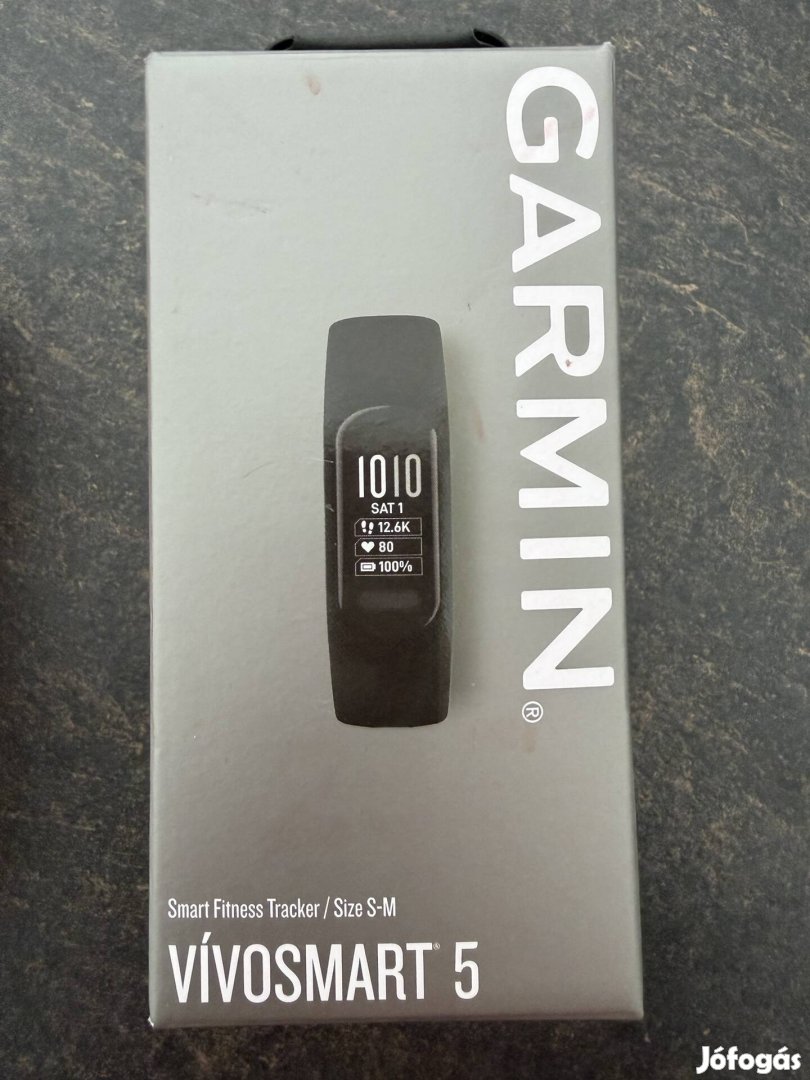 GARMIN®
1010
SAT 1
12.6K
80
100%
Smart Fitness Tracker / Size S-M
VÍVOSMART® 5
Jófogás